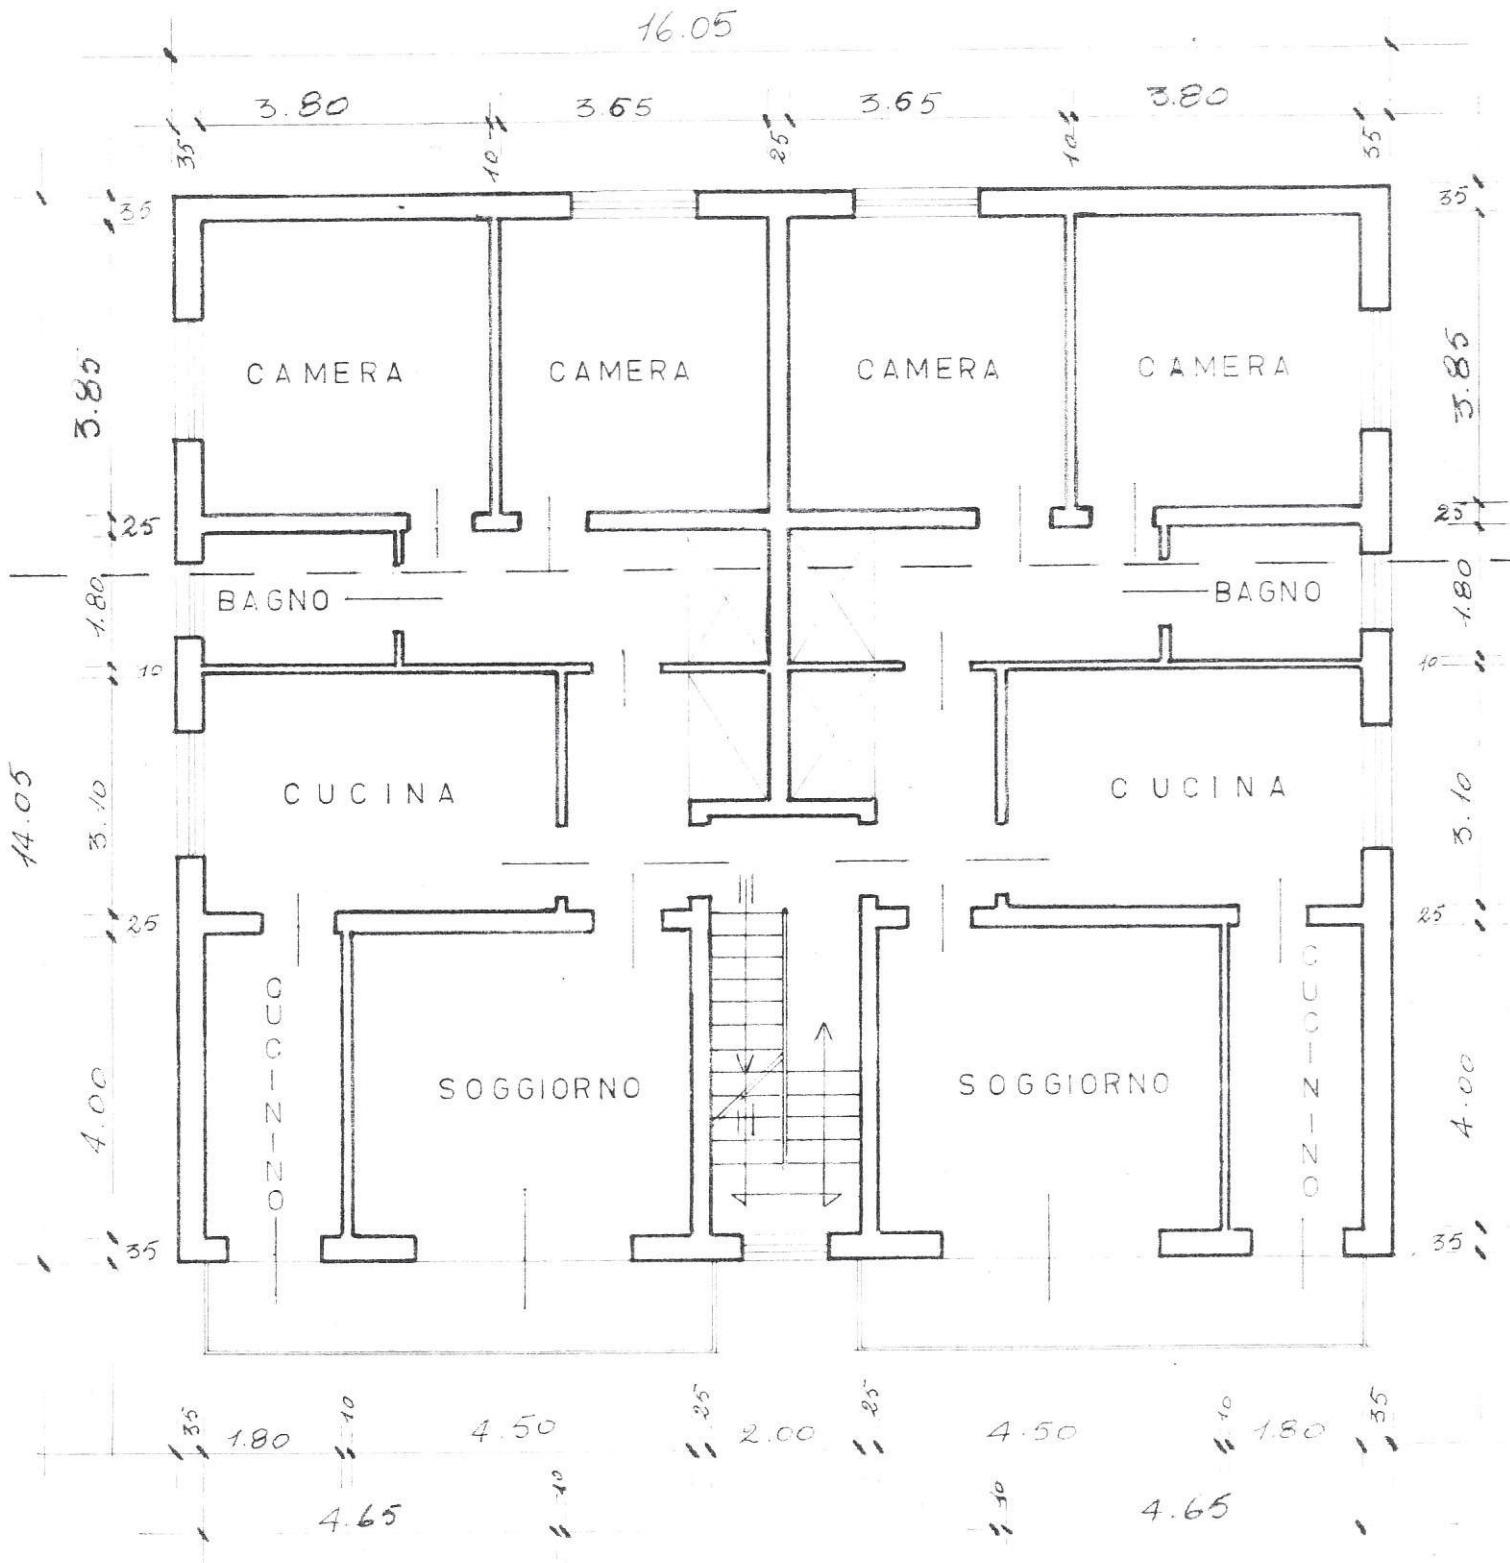 16.05
3.80 3.65 3.65 3.80
35 10 25 10 35
35 35
3.85 CAMERA CAMERA CAMERA CAMERA 3.85
25 25
1.80 BAGNO BAGNO 1.80
10 10
14.05 3.10 CUCINA CUCINA 3.10
25 25
4.00 CUCININO SOGGIORNO SOGGIORNO CUCININO 4.00
35 35
35 1.80 10 4.50 25 2.00 25 4.50 10 1.80 35
4.65 10 10 4.65